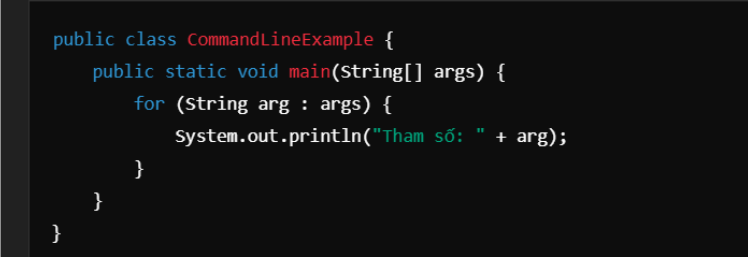 public class CommandLineExample {
    public static void main(String[] args) {
        for (String arg : args) {
            System.out.println("Tham số: " + arg);
        }
    }
}